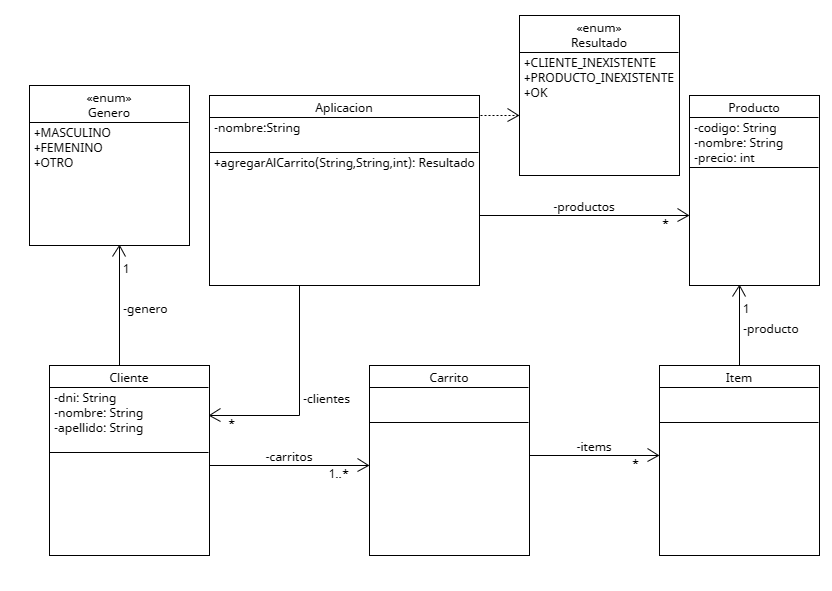 «enum»
Resultado
+CLIENTE_INEXISTENTE
+PRODUCTO_INEXISTENTE
+OK
«enum»
Genero
+MASCULINO
+FEMENINO
+OTRO
Aplicacion
-nombre:String
+agregarAlCarrito(String,String,int): Resultado
Producto
-codigo: String
-nombre: String
-precio: int
-productos
*
1
-genero
1
-producto
-clientes
*
Cliente
-dni: String
-nombre: String
-apellido: String
Carrito
Item
-carritos
1..*
-items
*